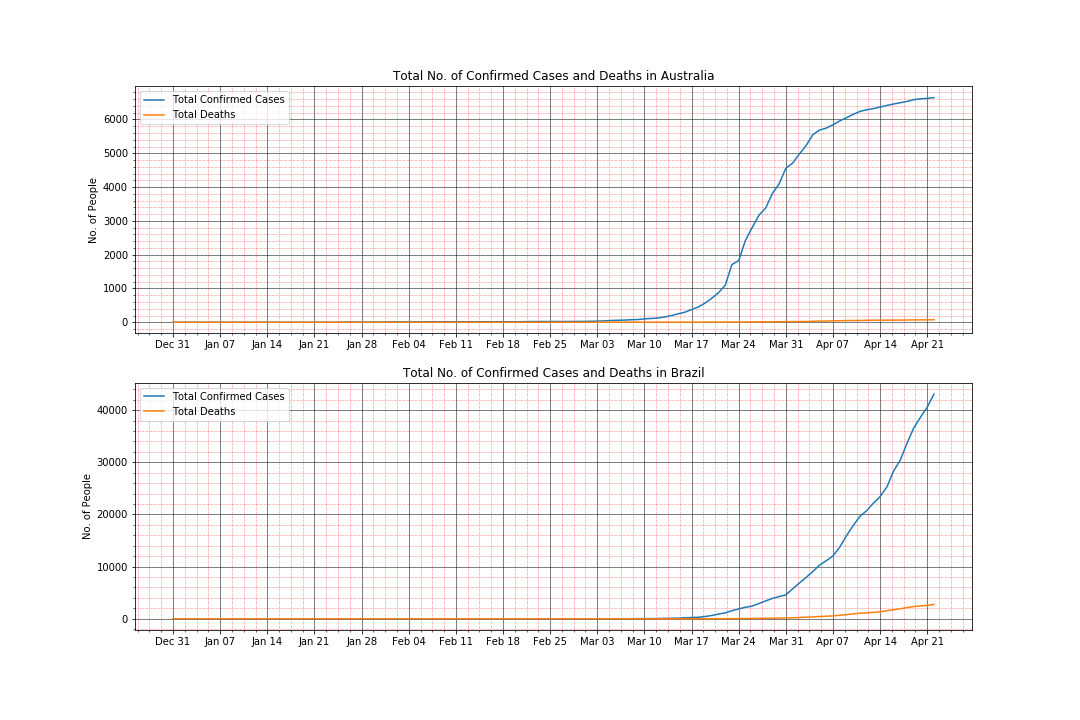 Total No. of Confirmed Cases and Deaths in Australia
Total Confirmed Cases
Total Deaths
No. of People
6000
5000
4000
3000
2000
1000
0
Dec 31 Jan 07 Jan 14 Jan 21 Jan 28 Feb 04 Feb 11 Feb 18 Feb 25 Mar 03 Mar 10 Mar 17 Mar 24 Mar 31 Apr 07 Apr 14 Apr 21
Total No. of Confirmed Cases and Deaths in Brazil
Total Confirmed Cases
Total Deaths
No. of People
40000
30000
20000
10000
0
Dec 31 Jan 07 Jan 14 Jan 21 Jan 28 Feb 04 Feb 11 Feb 18 Feb 25 Mar 03 Mar 10 Mar 17 Mar 24 Mar 31 Apr 07 Apr 14 Apr 21